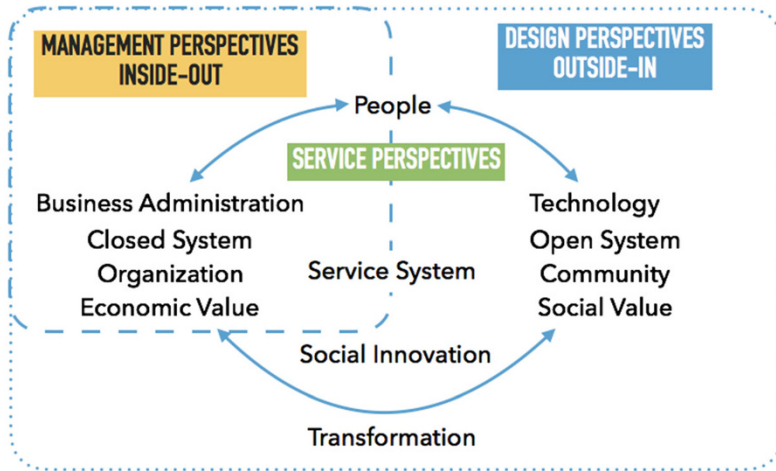 MANAGEMENT PERSPECTIVES
INSIDE-OUT
DESIGN PERSPECTIVES
OUTSIDE-IN
People
SERVICE PERSPECTIVES
Business Administration
Closed System
Organization
Economic Value
Technology
Open System
Community
Social Value
Service System
Social Innovation
Transformation